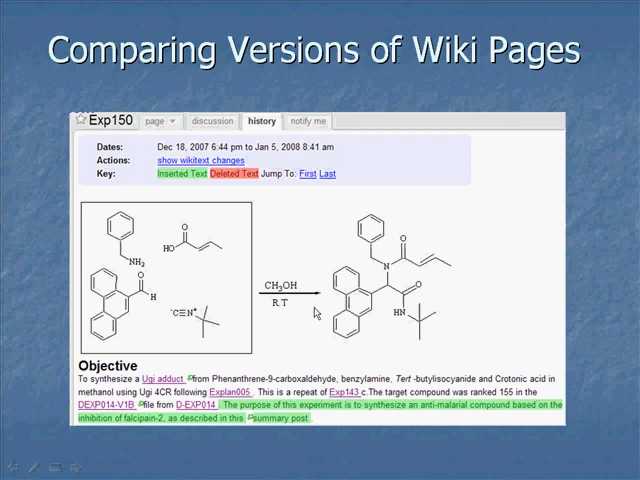 Comparing Versions of Wiki Pages
Exp150 page discussion history notify me
Dates: Dec 18, 2007 6:44 pm to Jan 5, 2008 8:41 am
Actions: show wikitext changes
Key: Inserted Text Deleted Text Jump To: First Last
O
HO
NH2
O
H
-C≡N+
CH3OH
R.T
O
N
O
HN
Objective
To synthesize a Ugi adduct from Phenanthrene-9-carboxaldehyde, benzylamine, Tert -butylisocyanide and Crotonic acid in
methanol using Ugi 4CR following Explan005 . This is a repeat of Exp143 c.The target compound was ranked 155 in the
DEXP014-V1B file from D-EXP014 . The purpose of this experiment is to synthesize an anti-malarial compound based on the
inhibition of falcipain-2, as described in this summary post .